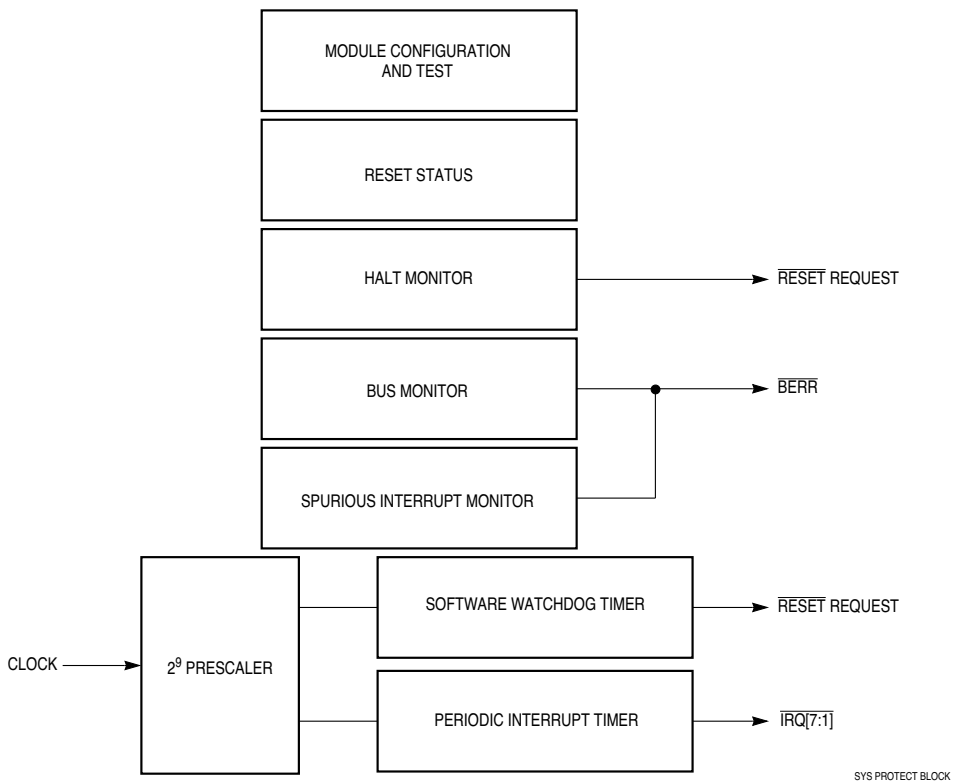 MODULE CONFIGURATION
AND TEST
RESET STATUS
HALT MONITOR
RESET REQUEST
BUS MONITOR
BERR
SPURIOUS INTERRUPT MONITOR
SOFTWARE WATCHDOG TIMER
RESET REQUEST
CLOCK
2⁹ PRESCALER
PERIODIC INTERRUPT TIMER
IRQ[7:1]
SYS PROTECT BLOCK